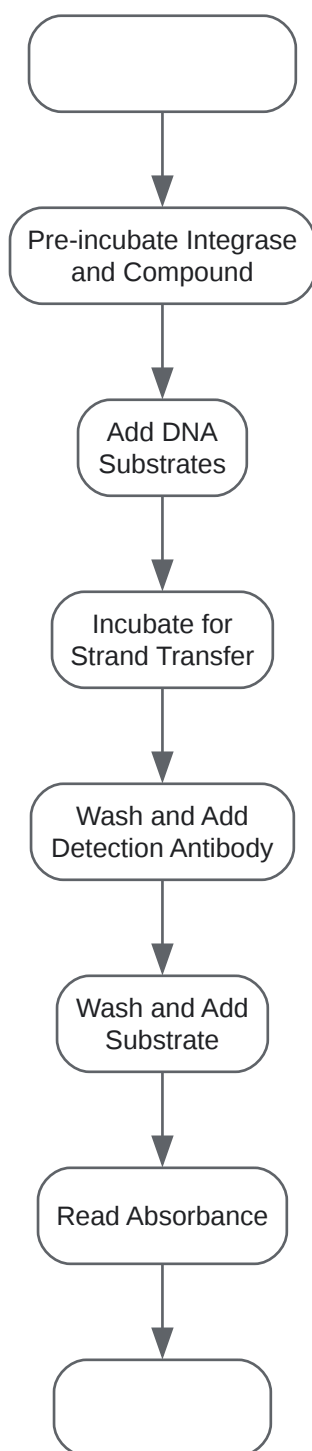 Pre-incubate Integrase
and Compound
Add DNA
Substrates
Incubate for
Strand Transfer
Wash and Add
Detection Antibody
Wash and Add
Substrate
Read Absorbance